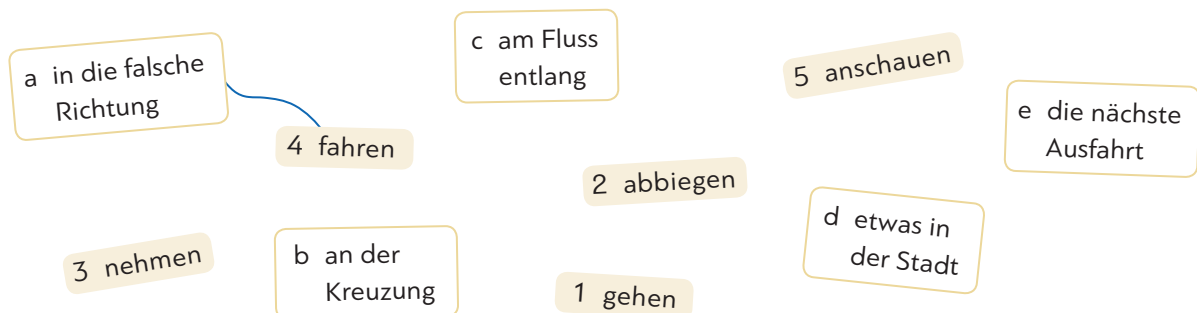 a in die falsche
Richtung
c am Fluss
entlang
5 anschauen
e die nächste
Ausfahrt
4 fahren
2 abbiegen
d etwas in
der Stadt
3 nehmen
b an der
Kreuzung
1 gehen